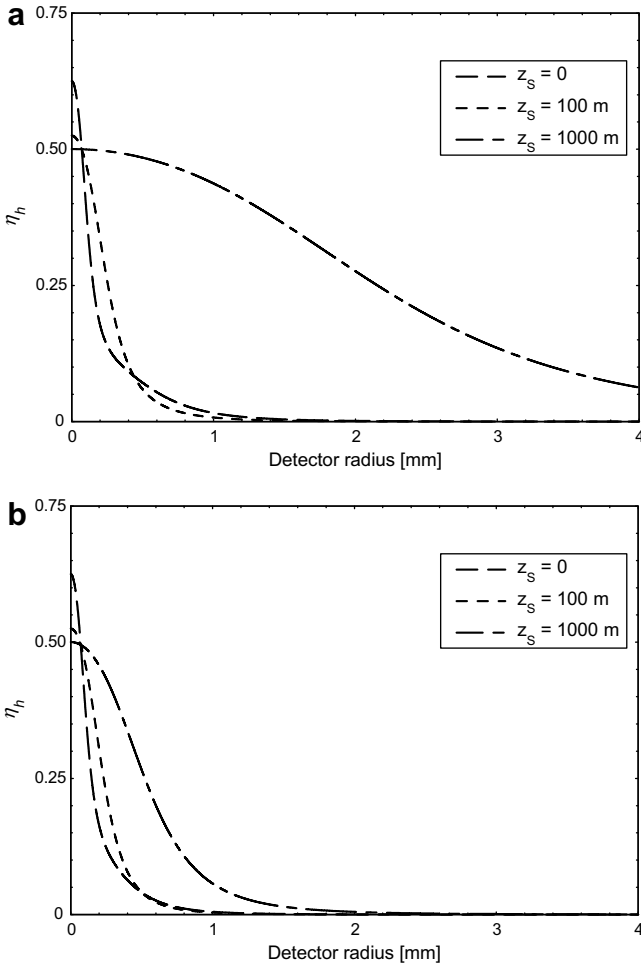 a
0.75
0.50
0.25
0
η_h
z_S = 0
z_S = 100 m
z_S = 1000 m
0 1 2 3 4
Detector radius [mm]
b
0.75
0.50
0.25
0
η_h
z_S = 0
z_S = 100 m
z_S = 1000 m
0 1 2 3 4
Detector radius [mm]